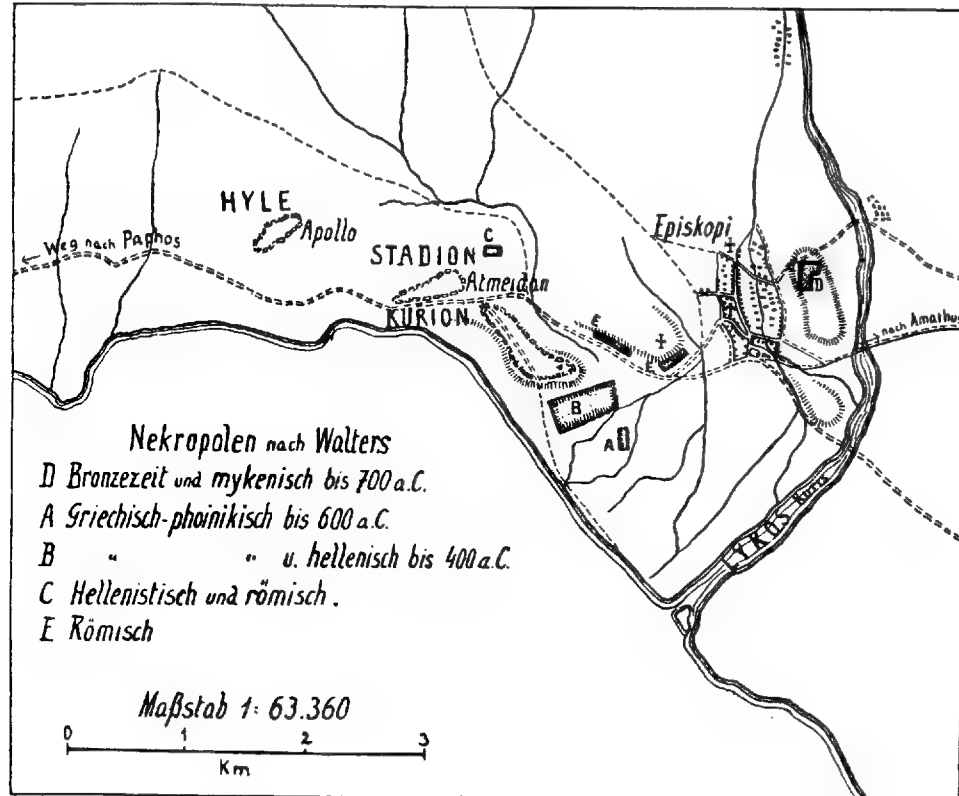 HYLE
Apollo
← Weg nach Paphos
STADION
C
Atmeidan
KURION
Episkopi
D
→ nach Amathus
E
E
B
A
YKOS Kuris
Nekropolen nach Walters
D Bronzezeit und mykenisch bis 700 a.C.
A Griechisch-phoinikisch bis 600 a.C.
B " " u. hellenisch bis 400 a.C.
C Hellenistisch und römisch.
E Römisch
Maßstab 1: 63.360
0 1 2 3
Km